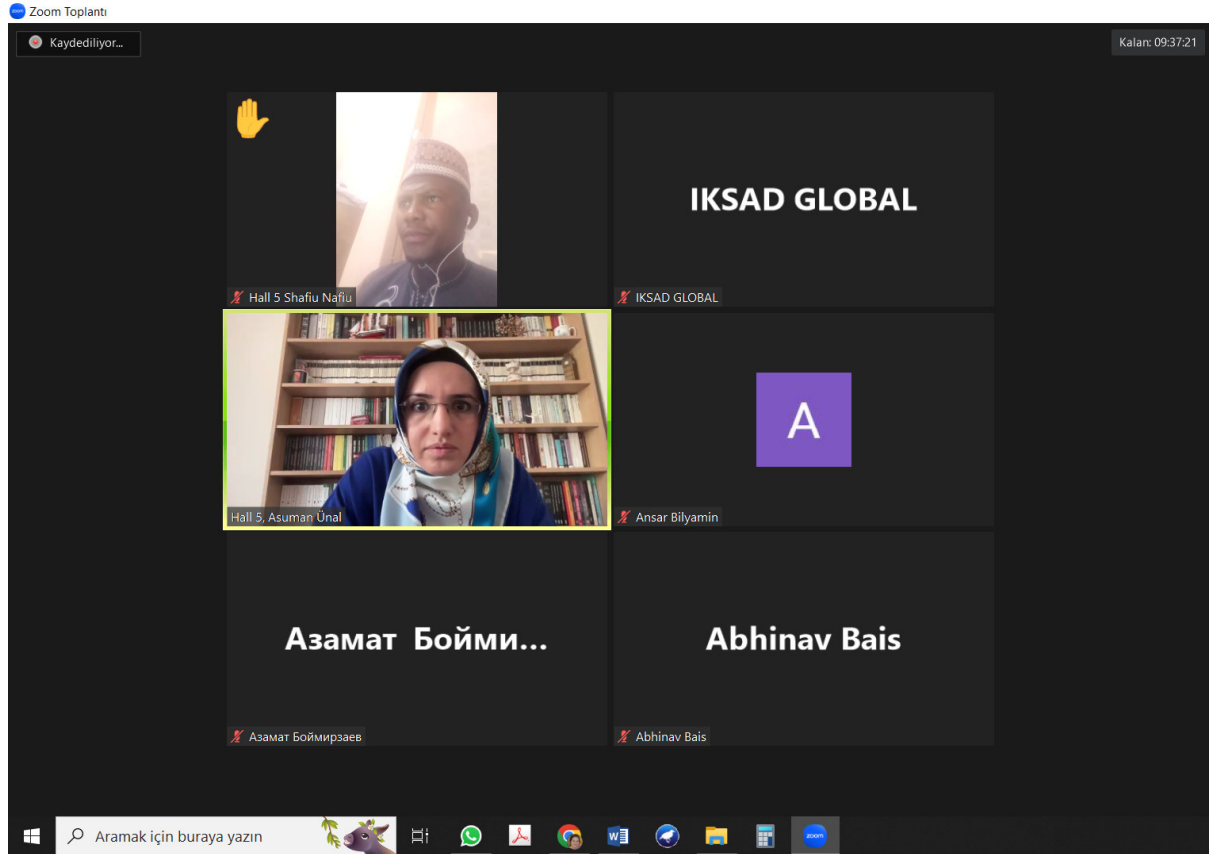 Zoom Toplantı
Kaydediliyor...
Kalan: 09:37:21
Hall 5 Shafiu Nafiu
IKSAD GLOBAL
IKSAD GLOBAL
Hall 5, Asuman Ünal
A
Ansar Bilyamin
Азамат Бойми...
Азамат Боймирзаев
Abhinav Bais
Abhinav Bais
Aramak için buraya yazın
W
zoom